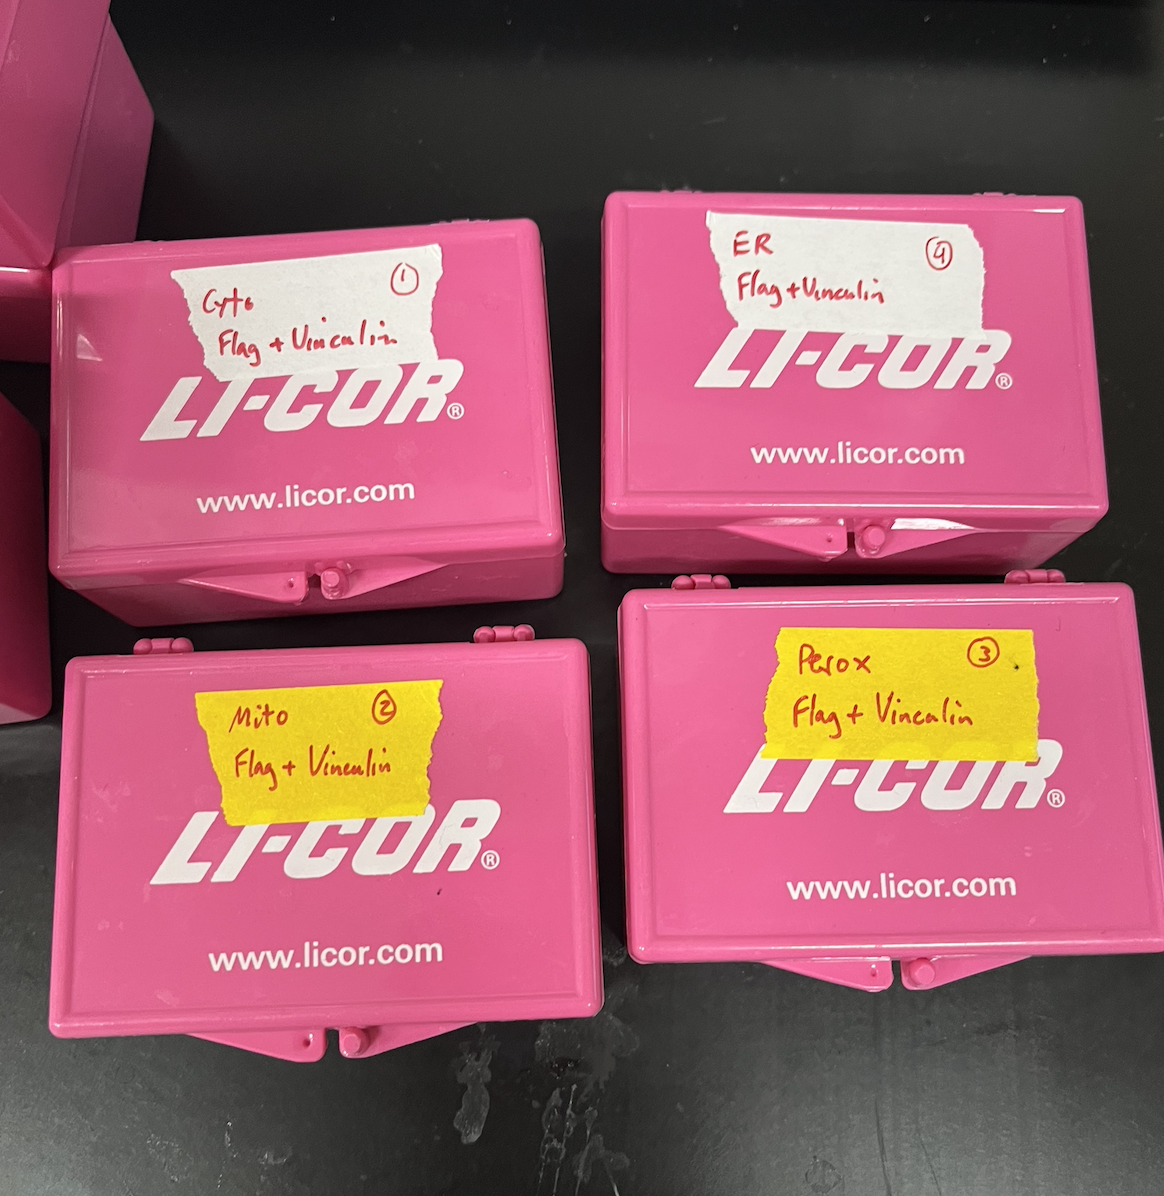 Cyto ①
Flag + Vinculin
LI-COR®
www.licor.com
ER ④
Flag + Vinculin
LI-COR®
www.licor.com
Mito ②
Flag + Vinculin
LI-COR®
www.licor.com
Perox ③
Flag + Vinculin
LI-COR®
www.licor.com